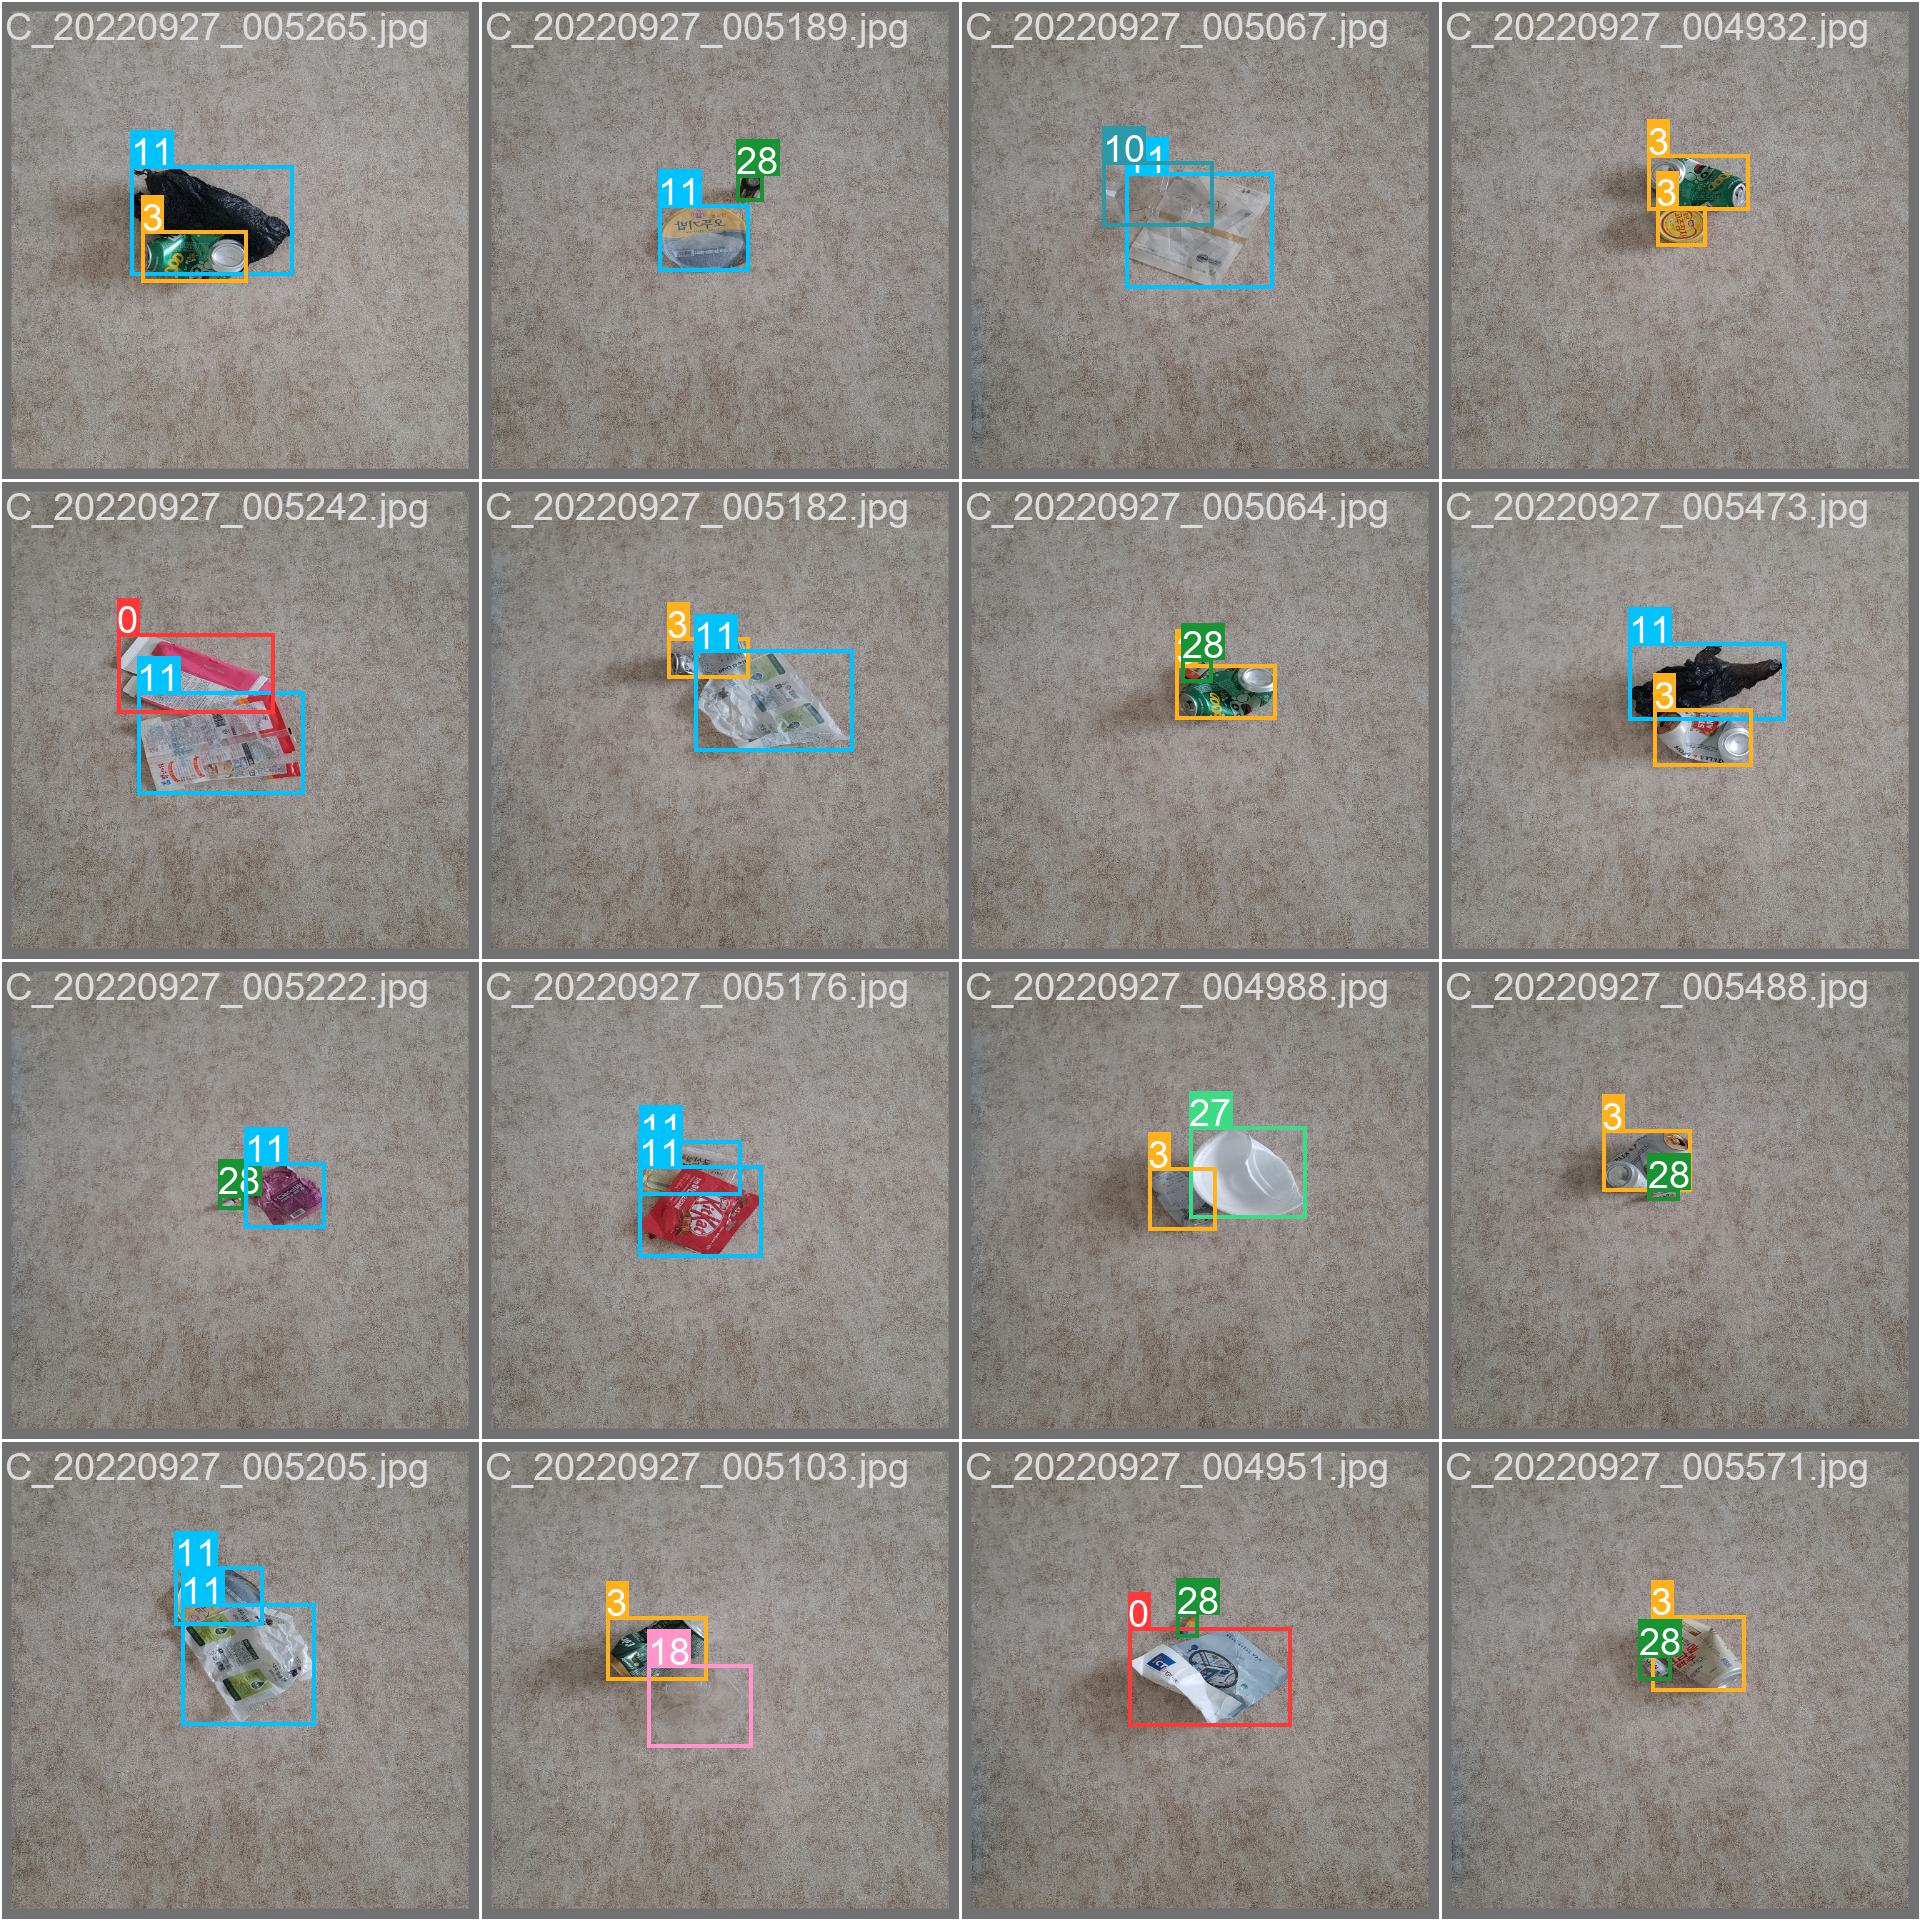 C_20220927_005265.jpg
11
3
C_20220927_005189.jpg
28
11
C_20220927_005067.jpg
10
C_20220927_004932.jpg
3
3
C_20220927_005242.jpg
0
11
C_20220927_005182.jpg
3
11
C_20220927_005064.jpg
28
C_20220927_005473.jpg
11
3
C_20220927_005222.jpg
28
11
C_20220927_005176.jpg
11
11
KitKat
C_20220927_004988.jpg
27
3
C_20220927_005488.jpg
3
28
C_20220927_005205.jpg
11
11
C_20220927_005103.jpg
3
18
C_20220927_004951.jpg
28
0
C_20220927_005571.jpg
3
28